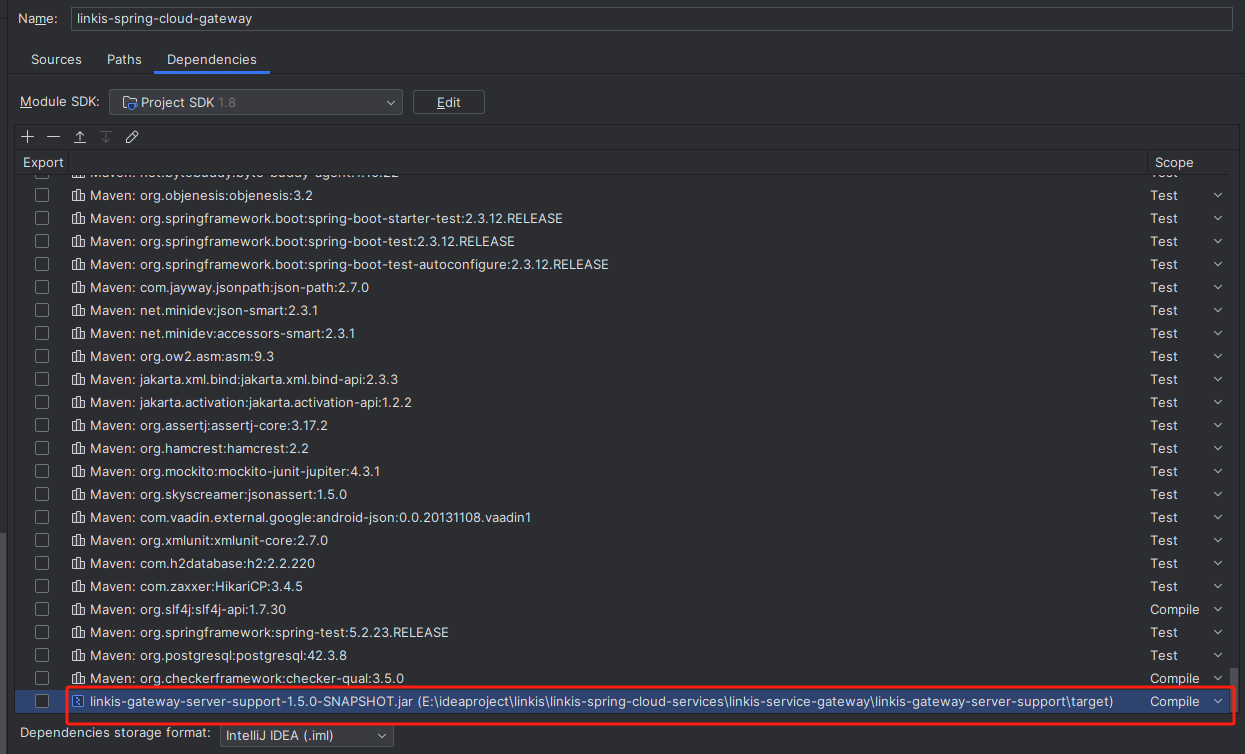 Name: linkis-spring-cloud-gateway
Sources Paths Dependencies
Module SDK: Project SDK 1.8 Edit
Export Scope
Maven: net.bytebuddy:byte-buddy-agent:1.10.22 Test
Maven: org.objenesis:objenesis:3.2 Test
Maven: org.springframework.boot:spring-boot-starter-test:2.3.12.RELEASE Test
Maven: org.springframework.boot:spring-boot-test:2.3.12.RELEASE Test
Maven: org.springframework.boot:spring-boot-test-autoconfigure:2.3.12.RELEASE Test
Maven: com.jayway.jsonpath:json-path:2.7.0 Test
Maven: net.minidev:json-smart:2.3.1 Test
Maven: net.minidev:accessors-smart:2.3.1 Test
Maven: org.ow2.asm:asm:9.3 Test
Maven: jakarta.xml.bind:jakarta.xml.bind-api:2.3.3 Test
Maven: jakarta.activation:jakarta.activation-api:1.2.2 Test
Maven: org.assertj:assertj-core:3.17.2 Test
Maven: org.hamcrest:hamcrest:2.2 Test
Maven: org.mockito:mockito-junit-jupiter:4.3.1 Test
Maven: org.skyscreamer:jsonassert:1.5.0 Test
Maven: com.vaadin.external.google:android-json:0.0.20131108.vaadin1 Test
Maven: org.xmlunit:xmlunit-core:2.7.0 Test
Maven: com.h2database:h2:2.2.220 Test
Maven: com.zaxxer:HikariCP:3.4.5 Test
Maven: org.slf4j:slf4j-api:1.7.30 Compile
Maven: org.springframework:spring-test:5.2.23.RELEASE Test
Maven: org.postgresql:postgresql:42.3.8 Test
Maven: org.checkerframework:checker-qual:3.5.0 Compile
linkis-gateway-server-support-1.5.0-SNAPSHOT.jar (E:\ideaproject\linkis\linkis-spring-cloud-services\linkis-service-gateway\linkis-gateway-server-support\target) Compile
Dependencies storage format: IntelliJ IDEA (.iml)